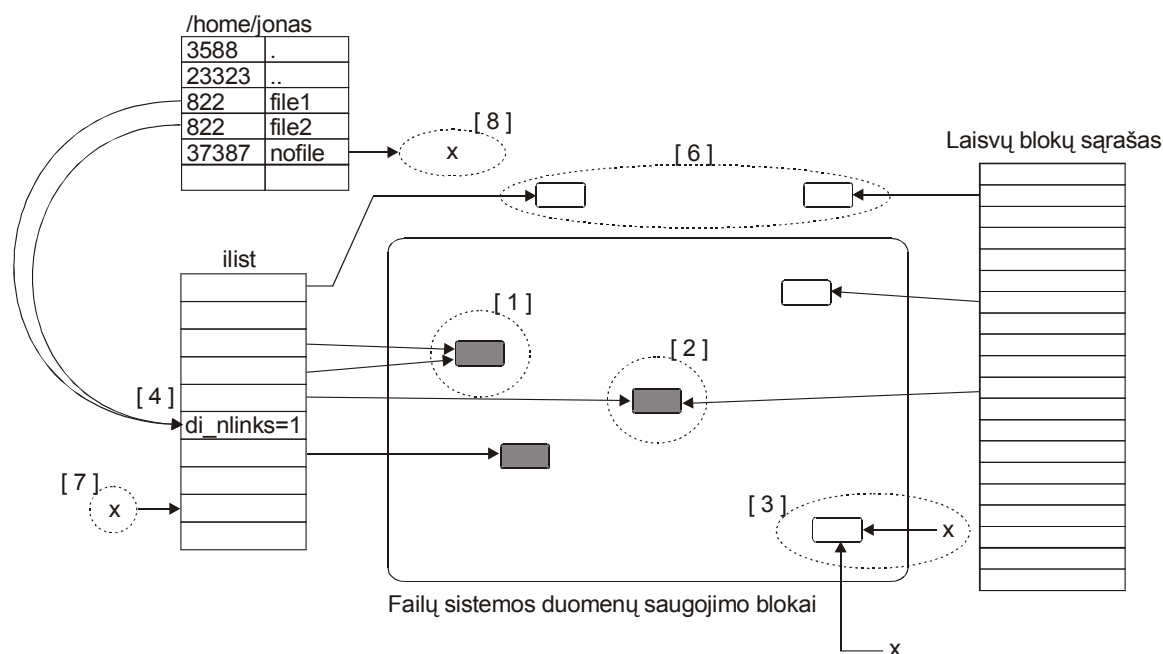 /home/jonas
3588 .
23323 ..
822 file1
822 file2
37387 nofile
[ 8 ]
x
[ 6 ]
Laisvų blokų sąrašas
ilist
[ 1 ]
[ 2 ]
[ 4 ]
di_nlinks=1
[ 7 ]
x
[ 3 ]
x
Failų sistemos duomenų saugojimo blokai
x